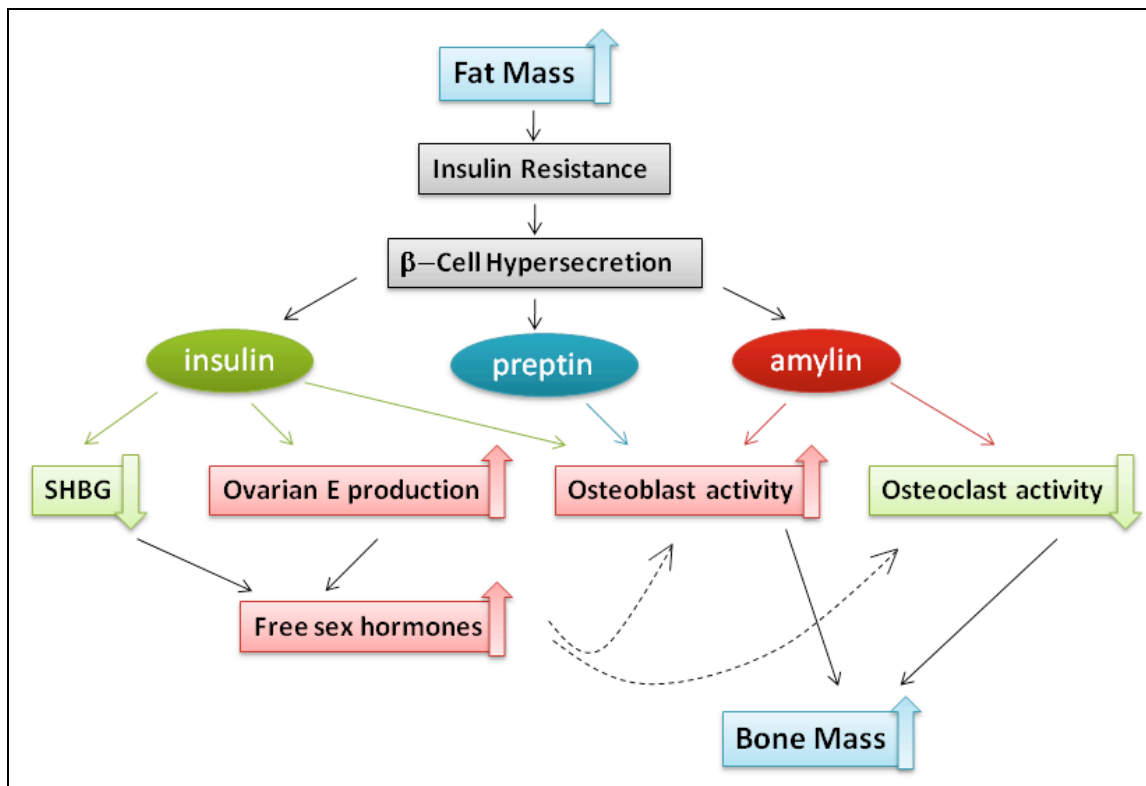 Fat Mass
Insulin Resistance
β–Cell Hypersecretion
insulin
preptin
amylin
SHBG
Ovarian E production
Osteoblast activity
Osteoclast activity
Free sex hormones
Bone Mass